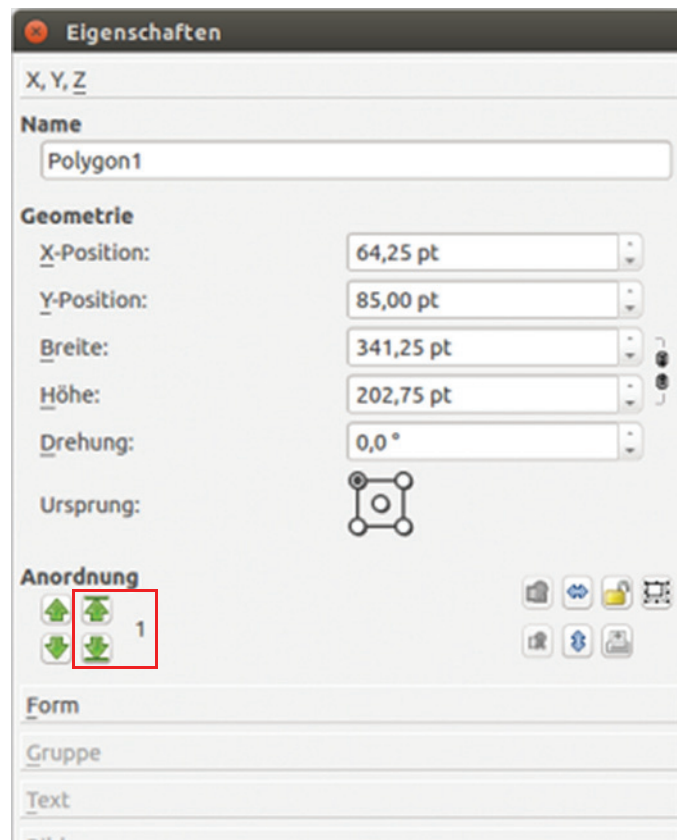 Eigenschaften
X, Y, Z
Name
Polygon1
Geometrie
X-Position: 64,25 pt
Y-Position: 85,00 pt
Breite: 341,25 pt
Höhe: 202,75 pt
Drehung: 0,0 °
Ursprung:
Anordnung
1
Form
Gruppe
Text